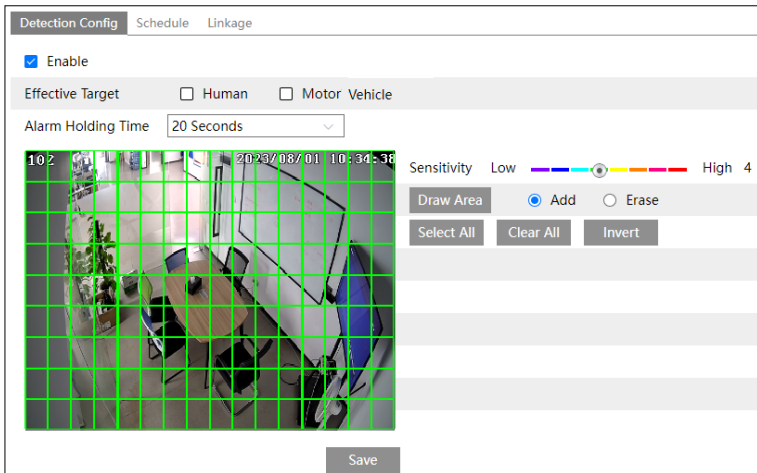 Detection Config Schedule Linkage
Enable
Effective Target Human Motor Vehicle
Alarm Holding Time 20 Seconds
102 2023/08/01 10:34:38
Sensitivity Low High 4
Draw Area Add Erase
Select All Clear All Invert
Save